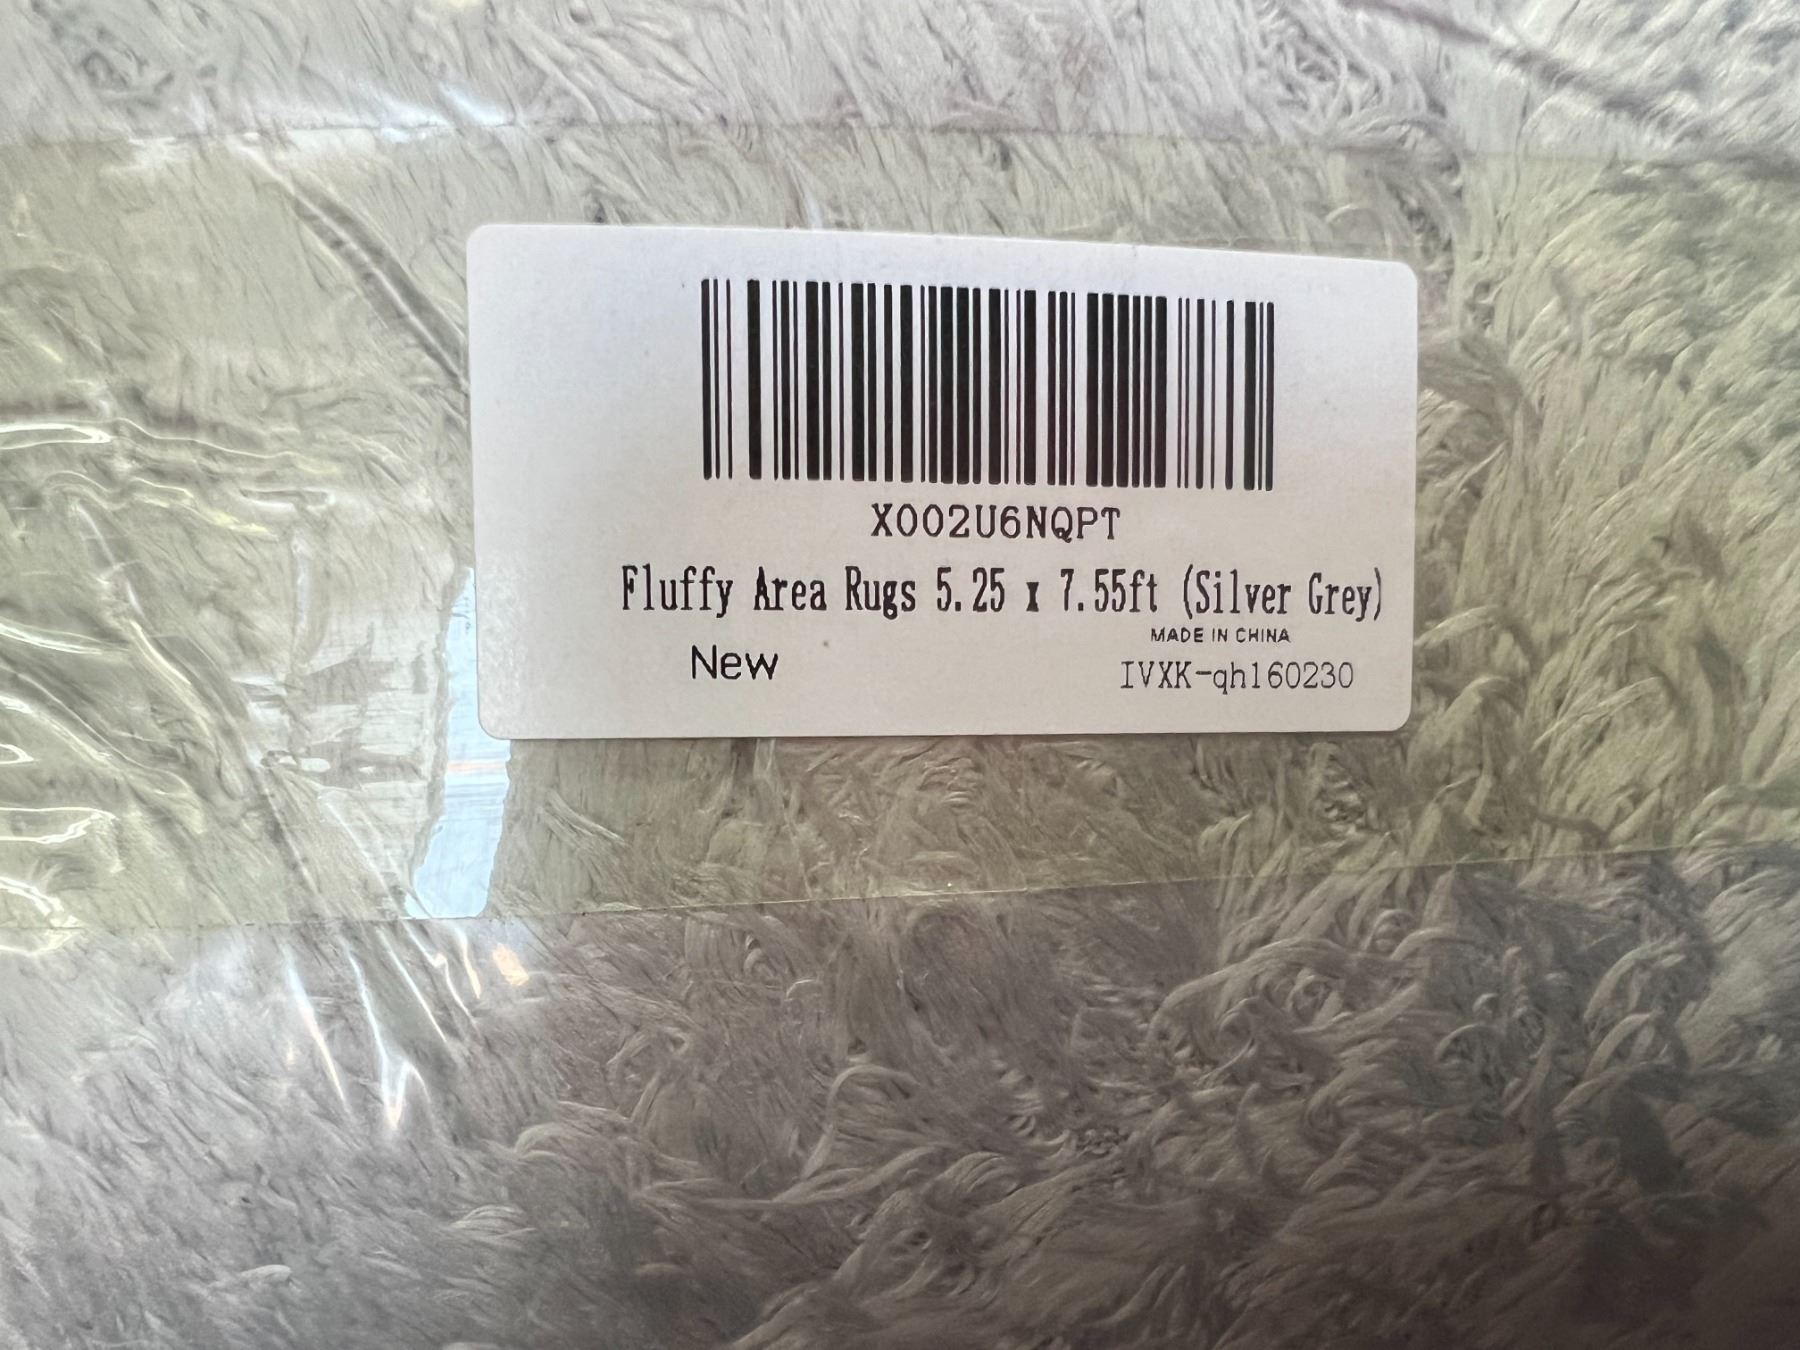 X002U6NQPT
Fluffy Area Rugs 5.25 x 7.55ft (Silver Grey)
MADE IN CHINA
New IVXK-qh160230